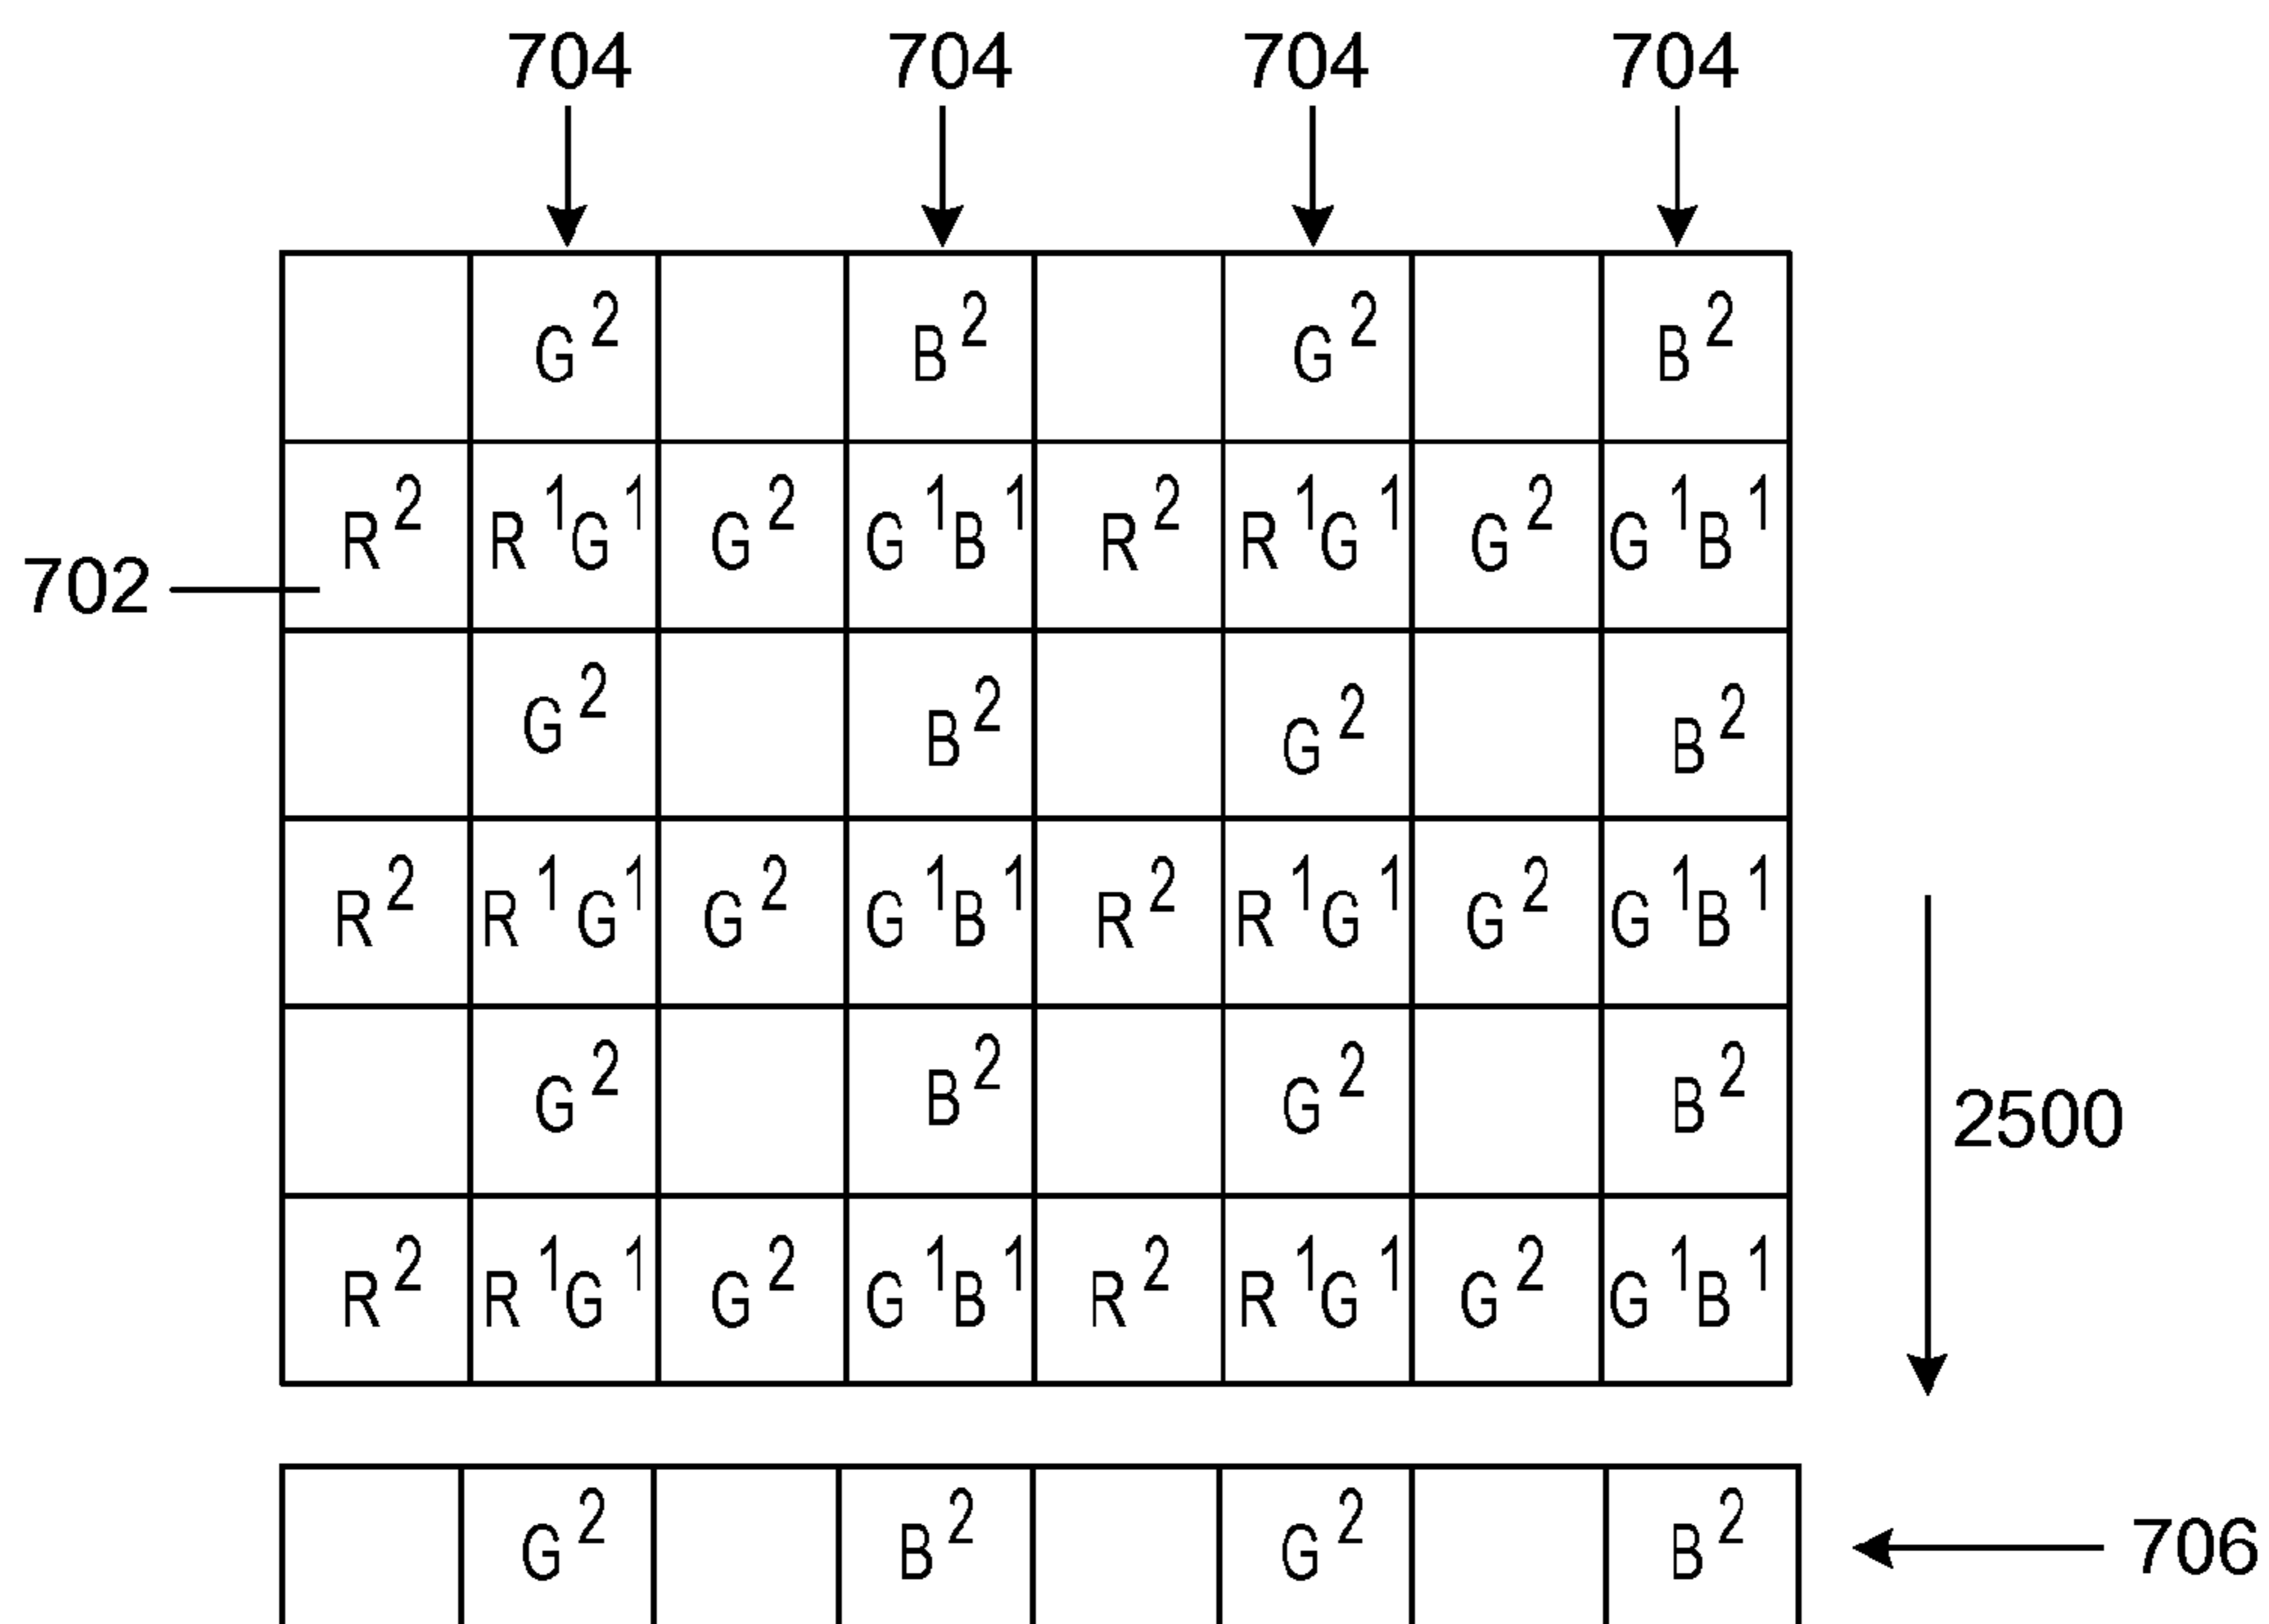 704 704 704 704
G² B² G² B²
R² R¹G¹ G² G¹B¹ R² R¹G¹ G² G¹B¹
702
G² B² G² B²
R² R¹G¹ G² G¹B¹ R² R¹G¹ G² G¹B¹
G² B² G² B²
2500
R² R¹G¹ G² G¹B¹ R² R¹G¹ G² G¹B¹
G² B² G² B² 706